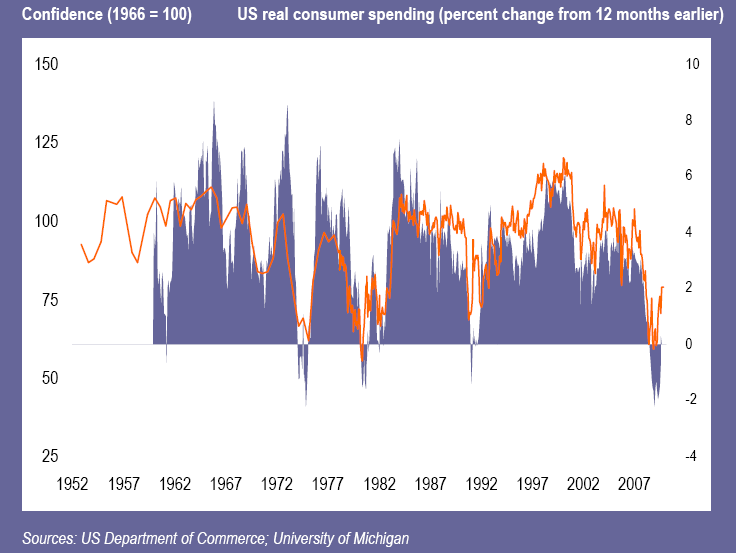 Confidence (1966 = 100) US real consumer spending (percent change from 12 months earlier)
150 10
125 8
6
100 4
75 2
0
50 -2
25 -4
1952 1957 1962 1967 1972 1977 1982 1987 1992 1997 2002 2007
Sources: US Department of Commerce; University of Michigan